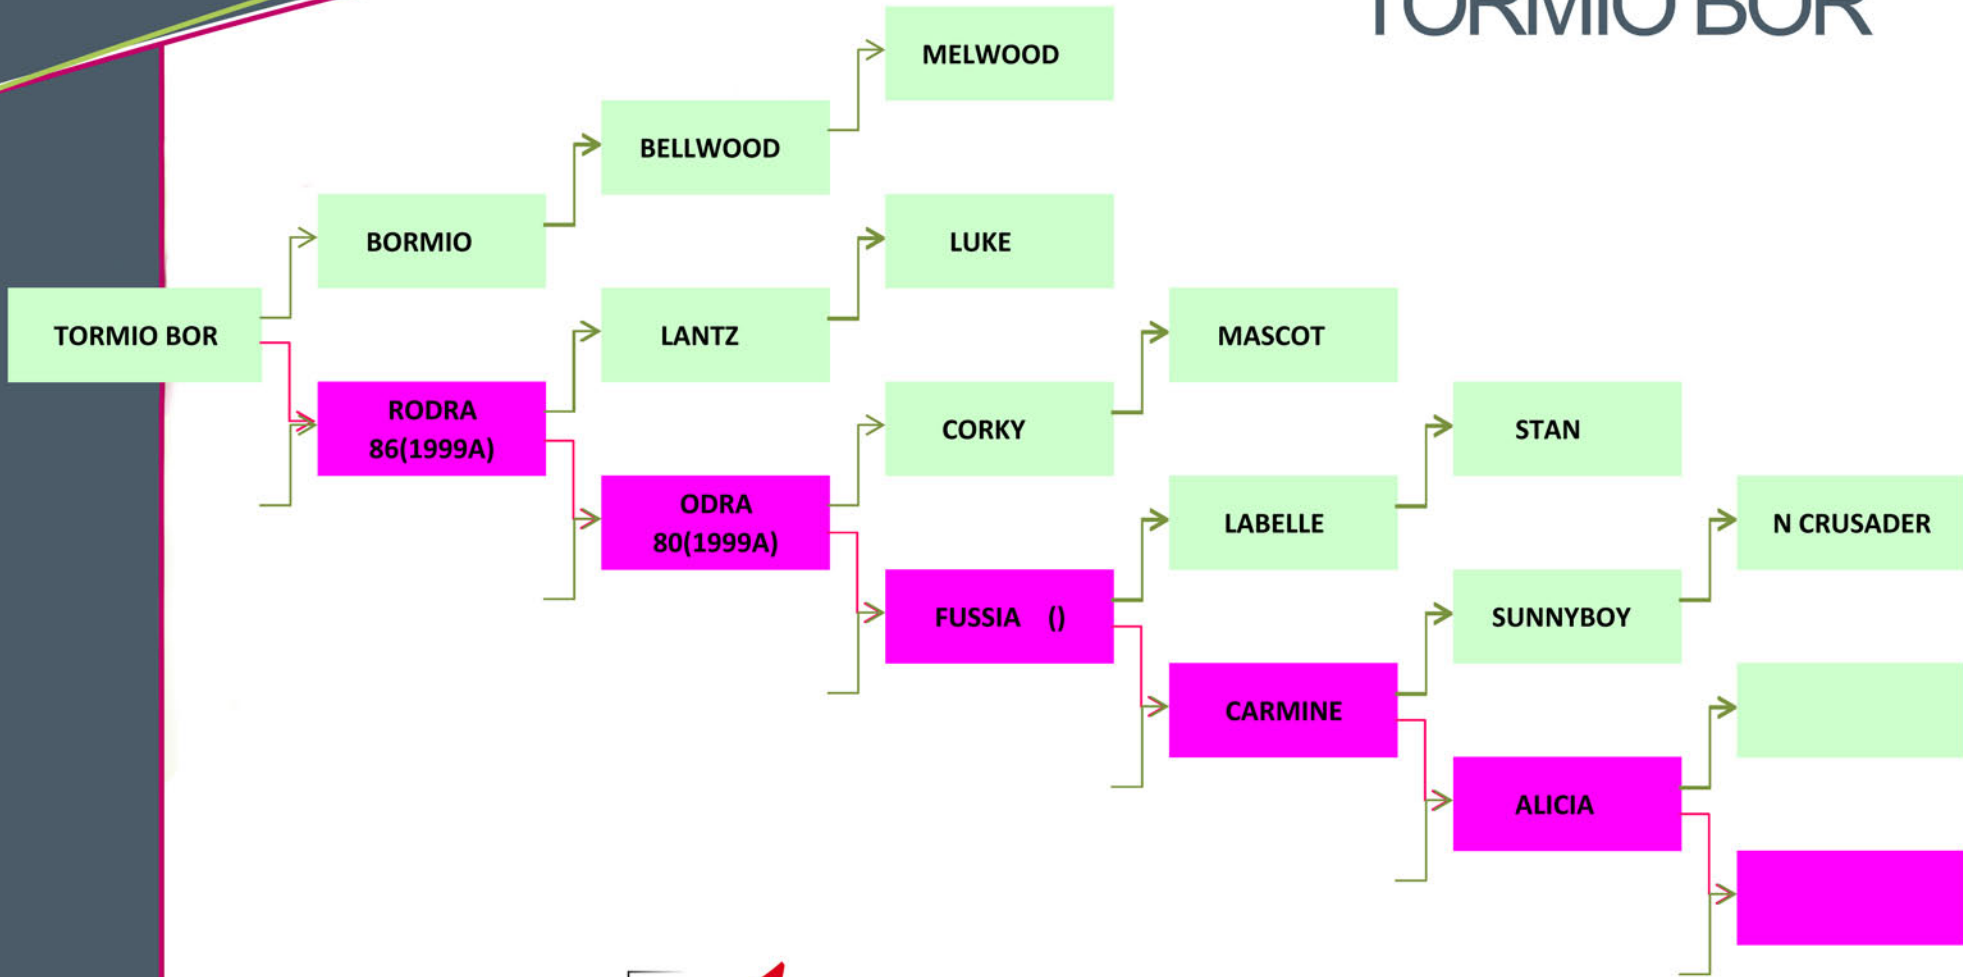 TORMIO BOR
MELWOOD
BELLWOOD
BORMIO
LUKE
TORMIO BOR
LANTZ
MASCOT
RODRA
86(1999A)
CORKY
STAN
ODRA
80(1999A)
LABELLE
N CRUSADER
FUSSIA ()
SUNNYBOY
CARMINE
ALICIA